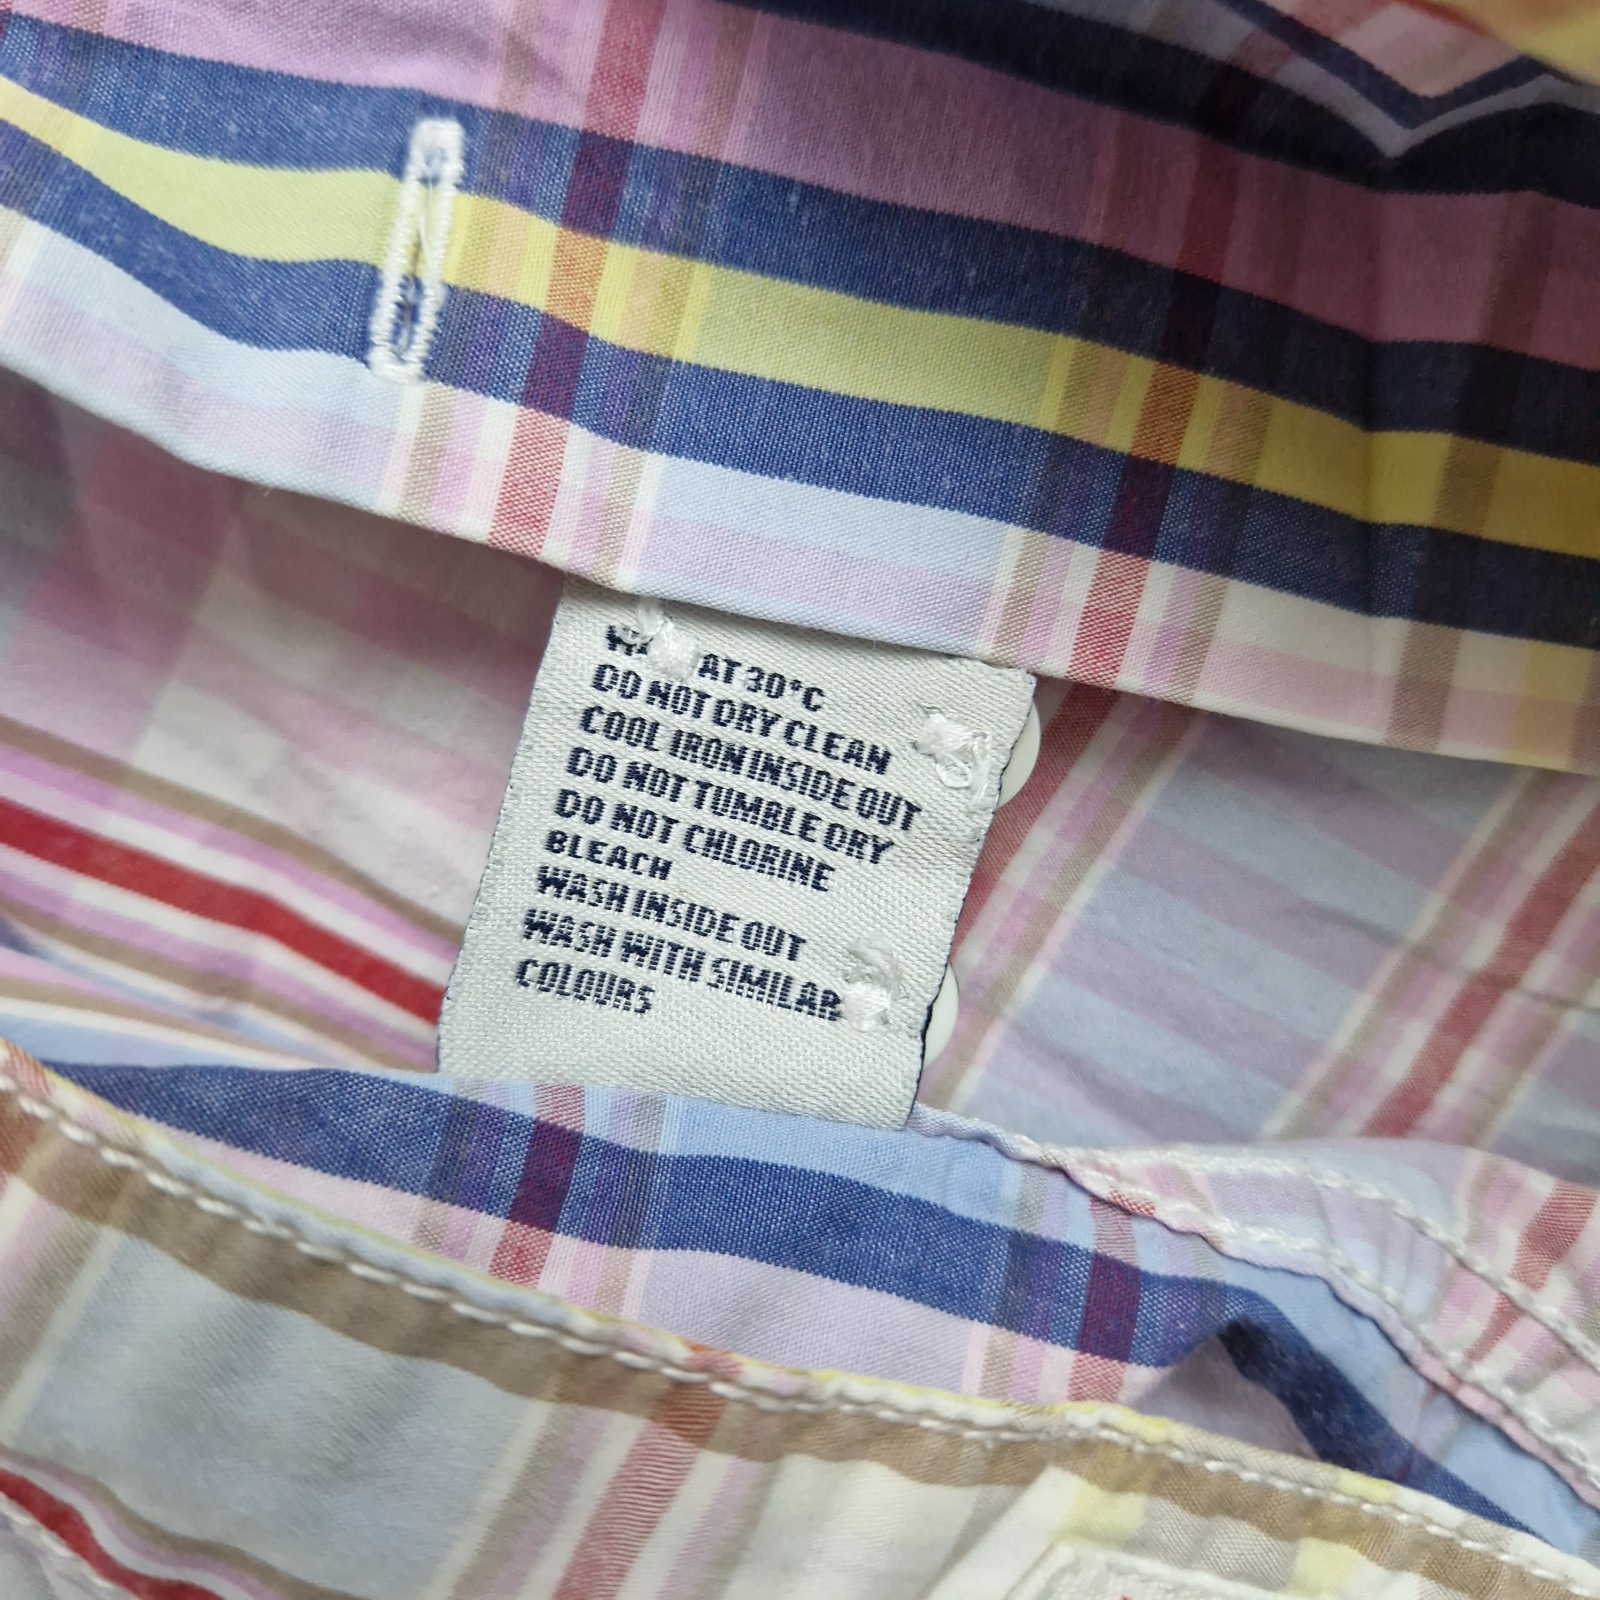 WASH AT 30°C
DO NOT DRY CLEAN
COOL IRON INSIDE OUT
DO NOT TUMBLE DRY
DO NOT CHLORINE
BLEACH
WASH INSIDE OUT
WASH WITH SIMILAR
COLOURS